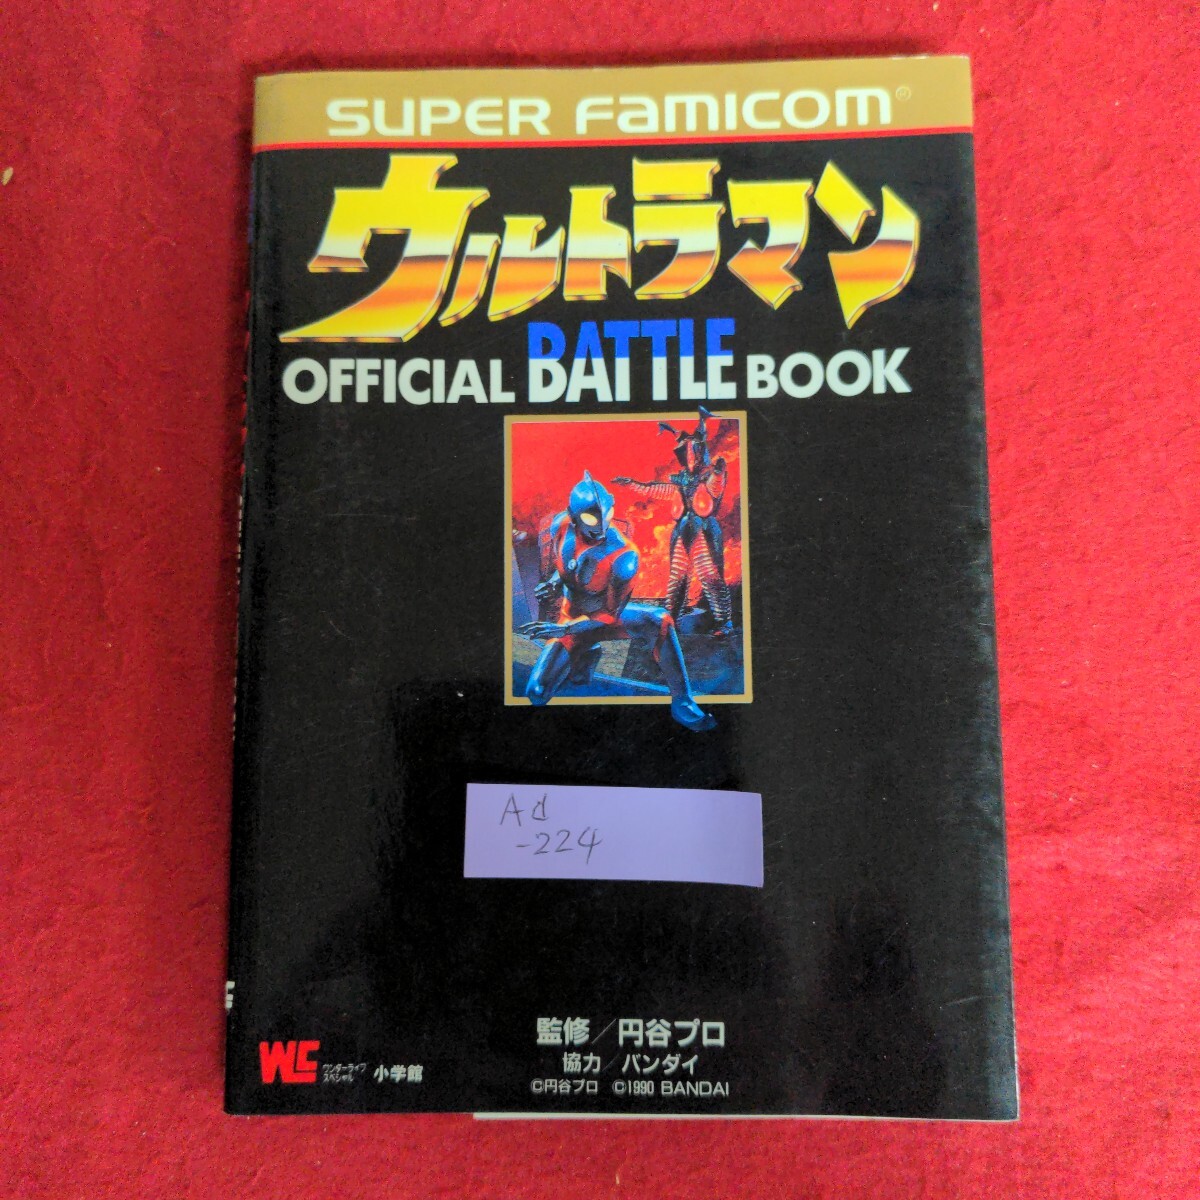 SUPER FAMICOM®
ウルトラマン
OFFICIAL BATTLE BOOK
Ad
-224
監修／円谷プロ
協力／バンダイ
©円谷プロ ©1990 BANDAI
ワンダーライフ
スペシャル
小学館